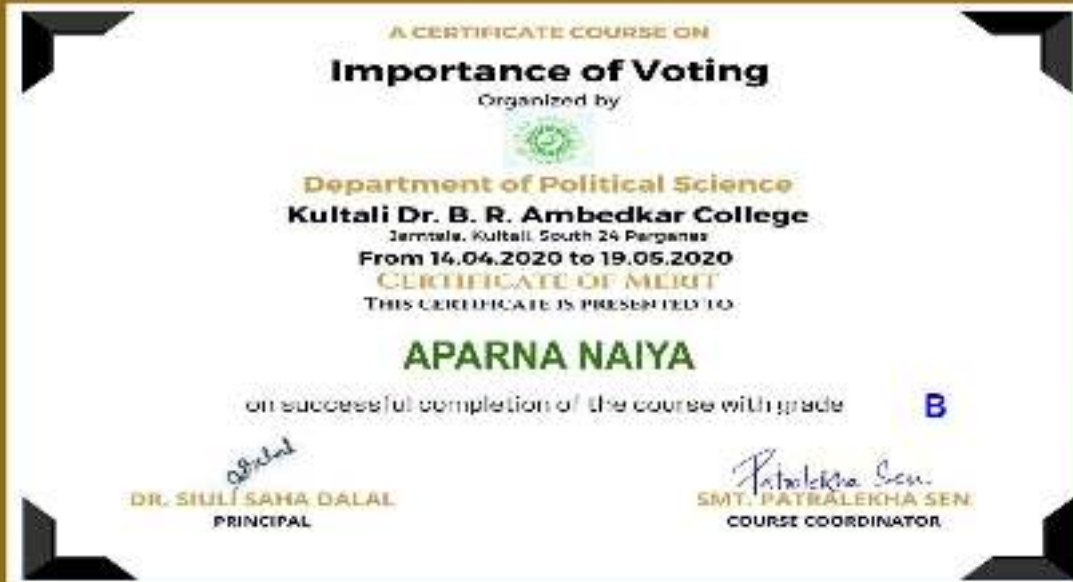 A CERTIFICATE COURSE ON
Importance of Voting
Organized by
Department of Political Science
Kultali Dr. B. R. Ambedkar College
Jamtala, Kultali, South 24 Parganas
From 14.04.2020 to 19.05.2020
CERTIFICATE OF MERIT
THIS CERTIFICATE IS PRESENTED TO
APARNA NAIYA
on successful completion of the course with grade B
DR. SIULI SAHA DALAL
PRINCIPAL
Patralekha Sen.
SMT. PATRALEKHA SEN
COURSE COORDINATOR